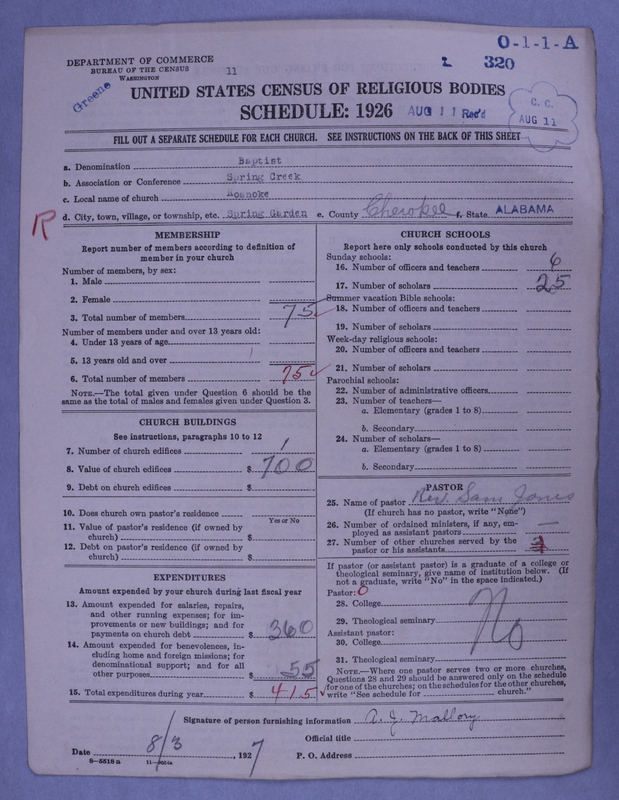 O-1-1-A
DEPARTMENT OF COMMERCE
BUREAU OF THE CENSUS
WASHINGTON
11
320
Greene
UNITED STATES CENSUS OF RELIGIOUS BODIES
SCHEDULE: 1926 AUG 11 Rec'd
C. C.
AUG 11
FILL OUT A SEPARATE SCHEDULE FOR EACH CHURCH. SEE INSTRUCTIONS ON THE BACK OF THIS SHEET
a. Denomination Baptist
b. Association or Conference Spring Creek
c. Local name of church Roanoke
R d. City, town, village, or township, etc. Spring Garden e. County Cherokee f. State ALABAMA
MEMBERSHIP
Report number of members according to definition of
member in your church
Number of members, by sex:
1. Male
2. Female
3. Total number of members 75
Number of members under and over 13 years old:
4. Under 13 years of age
5. 13 years old and over
6. Total number of members 75
NOTE.—The total given under Question 6 should be the
same as the total of males and females given under Question 3.
CHURCH BUILDINGS
See instructions, paragraphs 10 to 12
7. Number of church edifices 1
8. Value of church edifices $ 700
9. Debt on church edifices $
10. Does church own pastor's residence
Yes or No
11. Value of pastor's residence (if owned by
church) $
12. Debt on pastor's residence (if owned by
church) $
EXPENDITURES
Amount expended by your church during last fiscal year
13. Amount expended for salaries, repairs,
and other running expenses; for im-
provements or new buildings; and for
payments on church debt $ 360
14. Amount expended for benevolences, in-
cluding home and foreign missions; for
denominational support; and for all
other purposes $ 55
15. Total expenditures during year $ 415
CHURCH SCHOOLS
Report here only schools conducted by this church
Sunday schools:
16. Number of officers and teachers 6
17. Number of scholars 25
Summer vacation Bible schools:
18. Number of officers and teachers
19. Number of scholars
Week-day religious schools:
20. Number of officers and teachers
21. Number of scholars
Parochial schools:
22. Number of administrative officers
23. Number of teachers—
a. Elementary (grades 1 to 8)
b. Secondary
24. Number of scholars—
a. Elementary (grades 1 to 8)
b. Secondary
PASTOR
25. Name of pastor Rev. Sam Jones
(If church has no pastor, write "None")
26. Number of ordained ministers, if any, em-
ployed as assistant pastors —
27. Number of other churches served by the
pastor or his assistants
If pastor (or assistant pastor) is a graduate of a college or
theological seminary, give name of institution below. (If
not a graduate, write "No" in the space indicated.)
Pastor: O
28. College
29. Theological seminary No
Assistant pastor:
30. College
31. Theological seminary
NOTE.—Where one pastor serves two or more churches,
Questions 28 and 29 should be answered only on the schedule
for one of the churches; on the schedules for the other churches,
write "See schedule for church."
Signature of person furnishing information A. J. Mallory
Official title
Date 8/3, 1927 P. O. Address
8-5518a